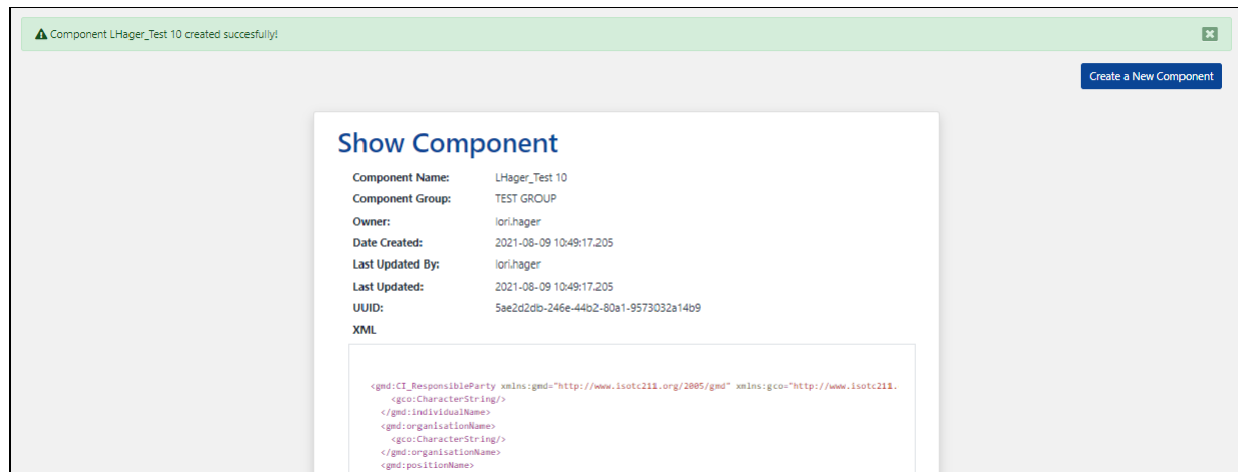 Component LHager_Test 10 created succesfully!
Create a New Component
Show Component
Component Name: LHager_Test 10
Component Group: TEST GROUP
Owner: lori.hager
Date Created: 2021-08-09 10:49:17.205
Last Updated By: lori.hager
Last Updated: 2021-08-09 10:49:17.205
UUID: 5ae2d2db-246e-44b2-80a1-9573032a14b9
XML
<gmd:CI_ResponsibleParty xmlns:gmd="http://www.isotc211.org/2005/gmd" xmlns:gco="http://www.isotc211.
<gco:CharacterString/>
</gmd:individualName>
<gmd:organisationName>
<gco:CharacterString/>
</gmd:organisationName>
<gmd:positionName>